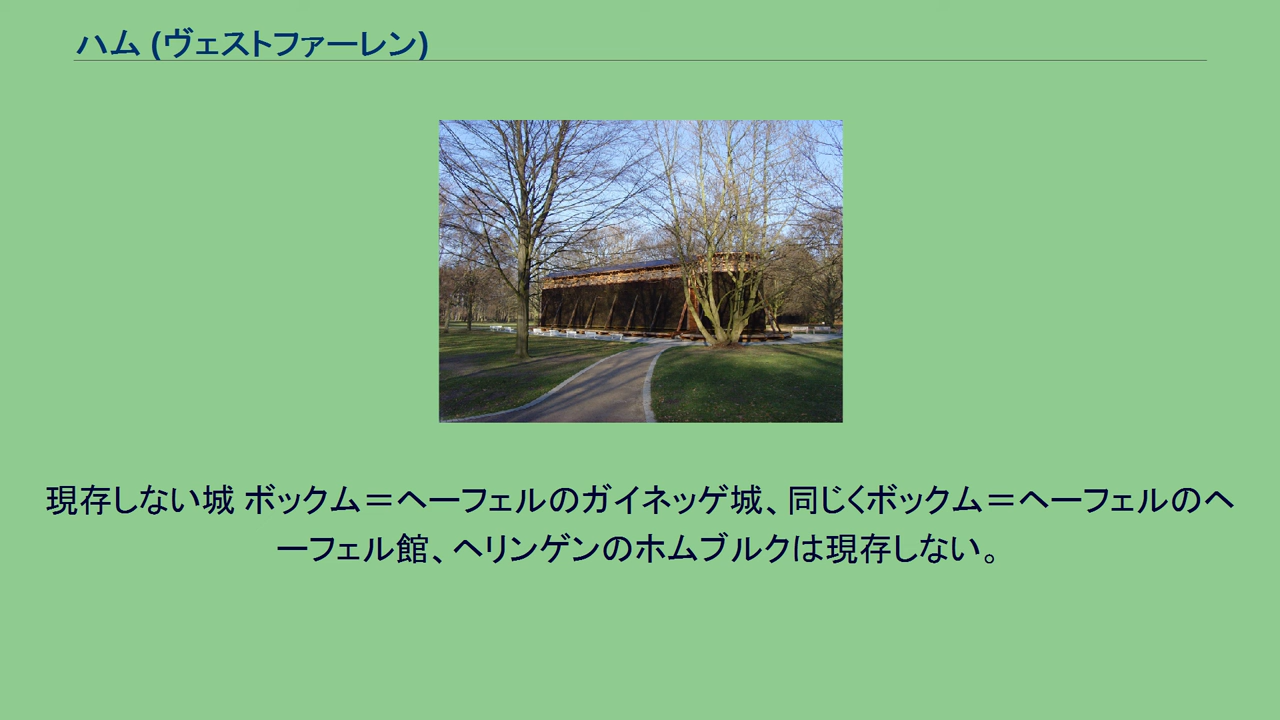 ハム (ヴェストファーレン)
現存しない城 ボックム＝ヘーフェルのガイネッゲ城、同じくボックム＝ヘーフェルのヘ
ーフェル館、ヘリンゲンのホムブルクは現存しない。